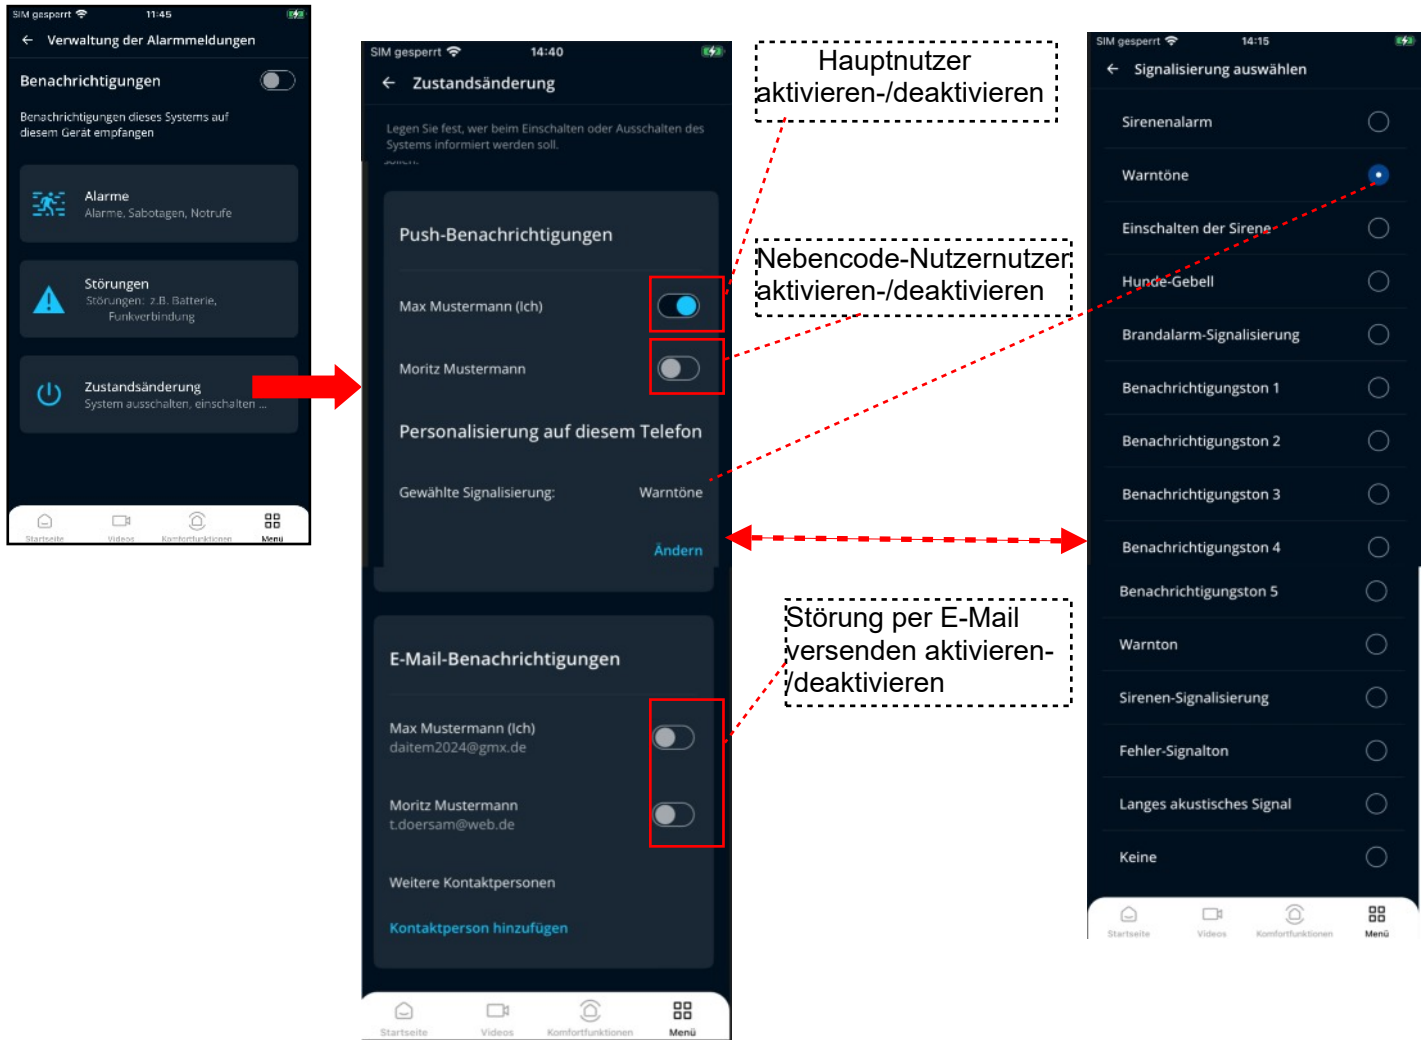 SIM gesperrt
11:45
Verwaltung der Alarmmeldungen
Benachrichtigungen
Benachrichtigungen dieses Systems auf
diesem Gerät empfangen
Alarme
Alarme, Sabotagen, Notrufe
Störungen
Störungen: z.B. Batterie,
Funkverbindung
Zustandsänderung
System ausschalten, einschalten ...
Startseite
Videos
Komfortfunktionen
Menü
SIM gesperrt
14:40
Zustandsänderung
Legen Sie fest, wer beim Einschalten oder Ausschalten des
Systems informiert werden soll.
sollen.
Push-Benachrichtigungen
Max Mustermann (Ich)
Moritz Mustermann
Personalisierung auf diesem Telefon
Gewählte Signalisierung: Warntöne
Ändern
E-Mail-Benachrichtigungen
Max Mustermann (Ich)
daitem2024@gmx.de
Moritz Mustermann
t.doersam@web.de
Weitere Kontaktpersonen
Kontaktperson hinzufügen
Startseite
Videos
Komfortfunktionen
Menü
Hauptnutzer
aktivieren-/deaktivieren
Nebencode-Nutzernutzer
aktivieren-/deaktivieren
Störung per E-Mail
versenden aktivieren-
/deaktivieren
SIM gesperrt
14:15
Signalisierung auswählen
Sirenenalarm
Warntöne
Einschalten der Sirene
Hunde-Gebell
Brandalarm-Signalisierung
Benachrichtigungston 1
Benachrichtigungston 2
Benachrichtigungston 3
Benachrichtigungston 4
Benachrichtigungston 5
Warnton
Sirenen-Signalisierung
Fehler-Signalton
Langes akustisches Signal
Keine
Startseite
Videos
Komfortfunktionen
Menü